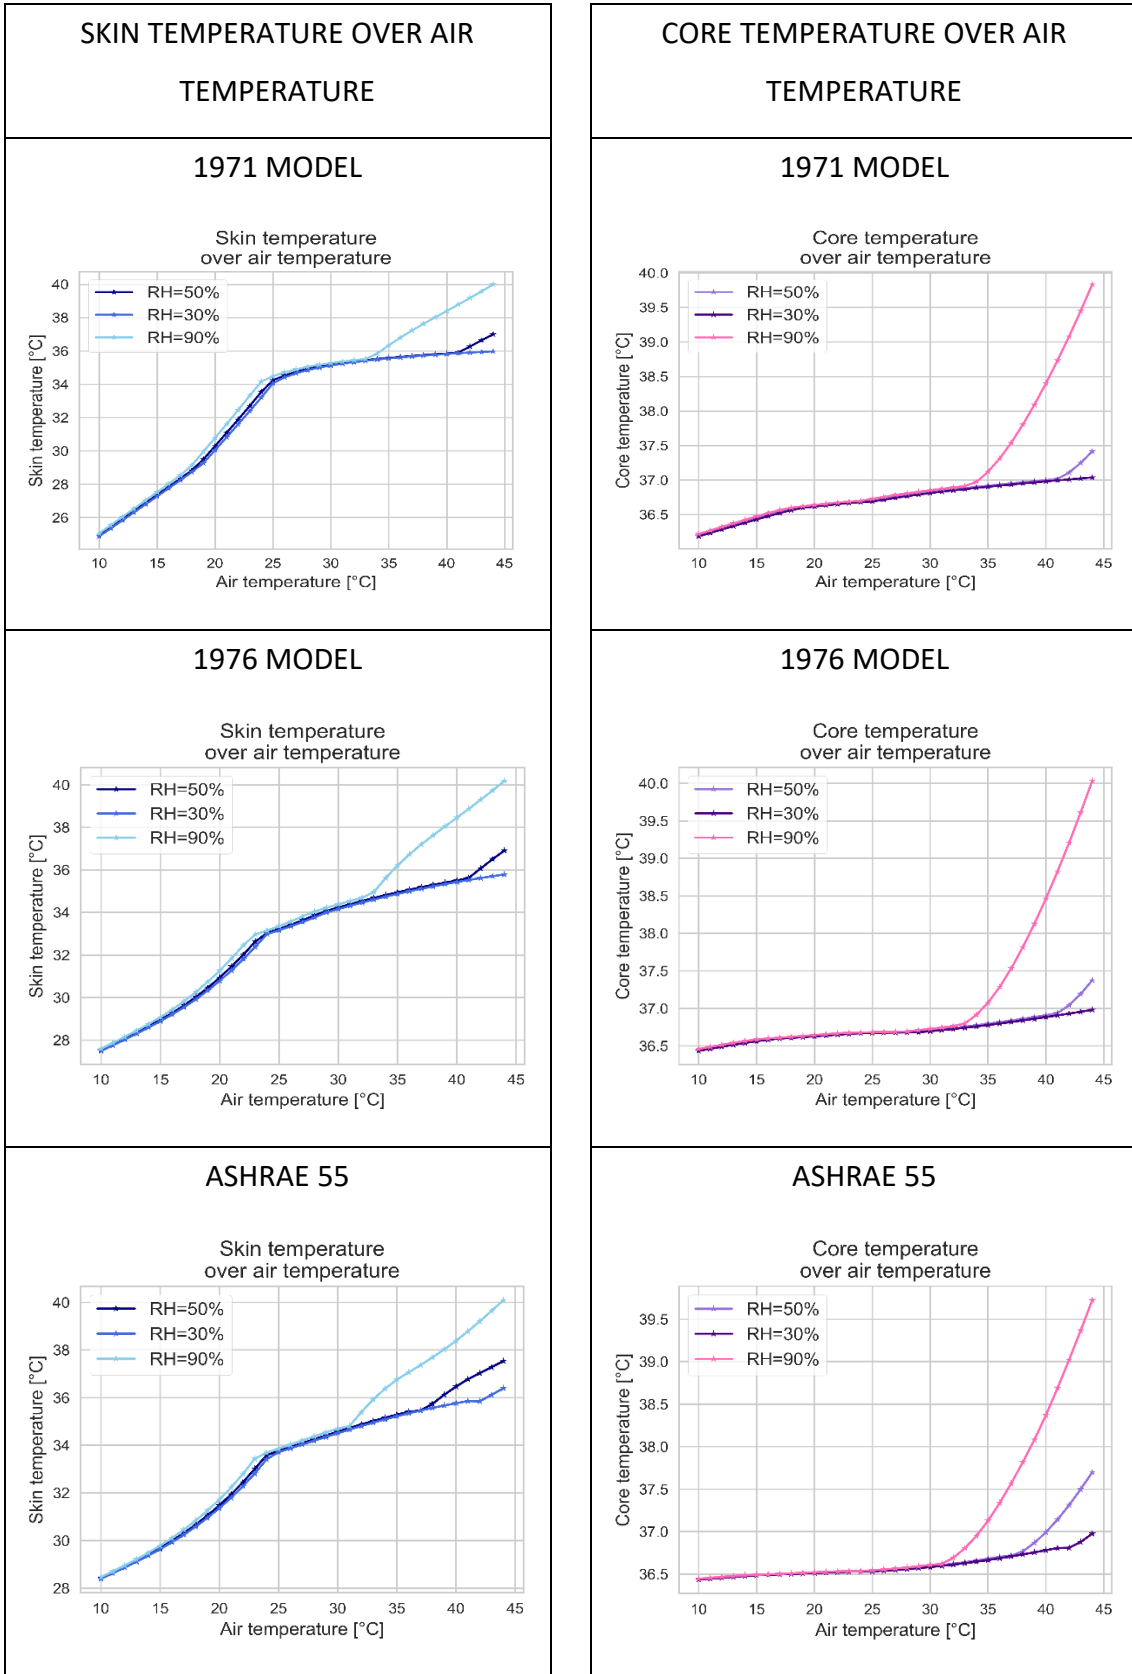 SKIN TEMPERATURE OVER AIR
TEMPERATURE
CORE TEMPERATURE OVER AIR
TEMPERATURE
1971 MODEL
Skin temperature
over air temperature
Skin temperature [°C]
40
38
36
34
32
30
28
26
RH=50%
RH=30%
RH=90%
10 15 20 25 30 35 40 45
Air temperature [°C]
1971 MODEL
Core temperature
over air temperature
Core temperature [°C]
40.0
39.5
39.0
38.5
38.0
37.5
37.0
36.5
RH=50%
RH=30%
RH=90%
10 15 20 25 30 35 40 45
Air temperature [°C]
1976 MODEL
Skin temperature
over air temperature
Skin temperature [°C]
40
38
36
34
32
30
28
RH=50%
RH=30%
RH=90%
10 15 20 25 30 35 40 45
Air temperature [°C]
1976 MODEL
Core temperature
over air temperature
Core temperature [°C]
40.0
39.5
39.0
38.5
38.0
37.5
37.0
36.5
RH=50%
RH=30%
RH=90%
10 15 20 25 30 35 40 45
Air temperature [°C]
ASHRAE 55
Skin temperature
over air temperature
Skin temperature [°C]
40
38
36
34
32
30
28
RH=50%
RH=30%
RH=90%
10 15 20 25 30 35 40 45
Air temperature [°C]
ASHRAE 55
Core temperature
over air temperature
Core temperature [°C]
39.5
39.0
38.5
38.0
37.5
37.0
36.5
RH=50%
RH=30%
RH=90%
10 15 20 25 30 35 40 45
Air temperature [°C]